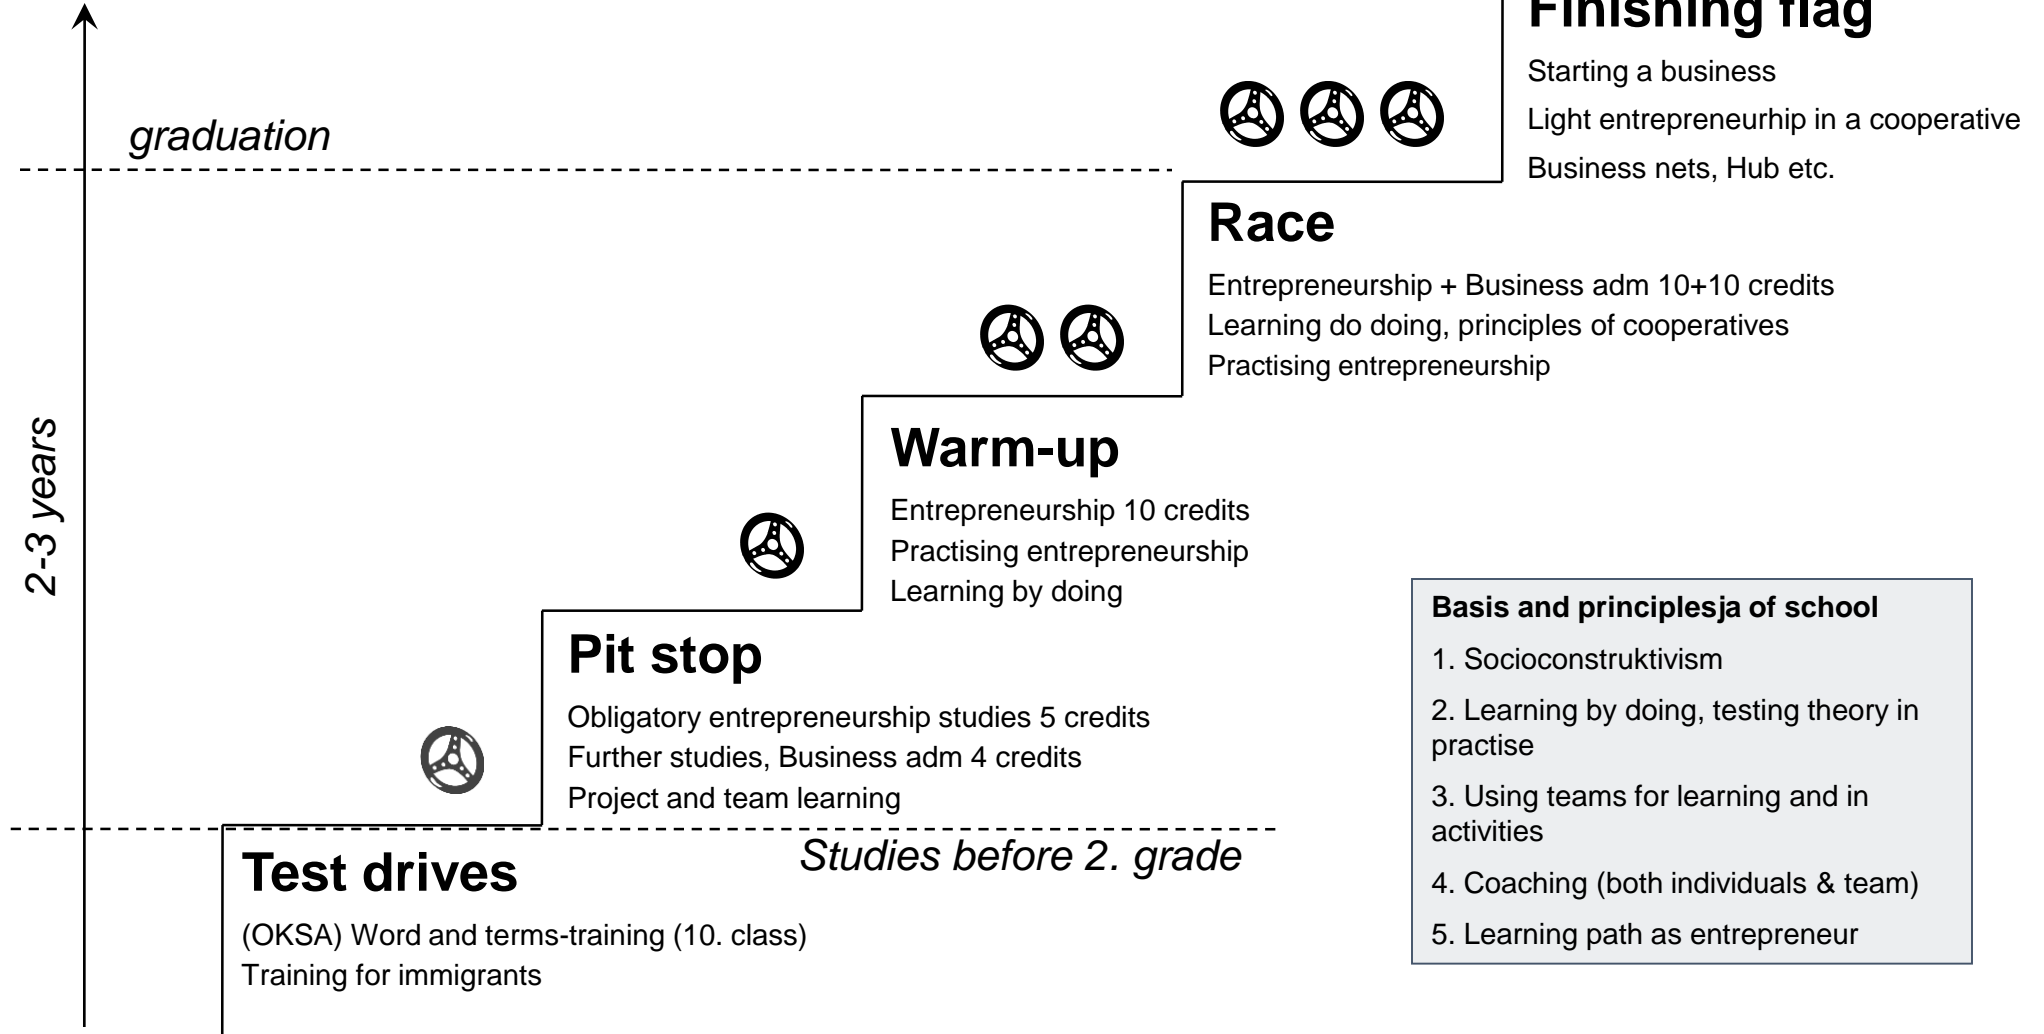 Finishing flag
Starting a business
Light entrepreneurhip in a cooperative
Business nets, Hub etc.
graduation
Race
Entrepreneurship + Business adm 10+10 credits
Learning do doing, principles of cooperatives
Practising entrepreneurship
2-3 years
Warm-up
Entrepreneurship 10 credits
Practising entrepreneurship
Learning by doing
Pit stop
Obligatory entrepreneurship studies 5 credits
Further studies, Business adm 4 credits
Project and team learning
Studies before 2. grade
Test drives
(OKSA) Word and terms-training (10. class)
Training for immigrants
Basis and principlesja of school
1. Socioconstruktivism
2. Learning by doing, testing theory in
practise
3. Using teams for learning and in
activities
4. Coaching (both individuals & team)
5. Learning path as entrepreneur